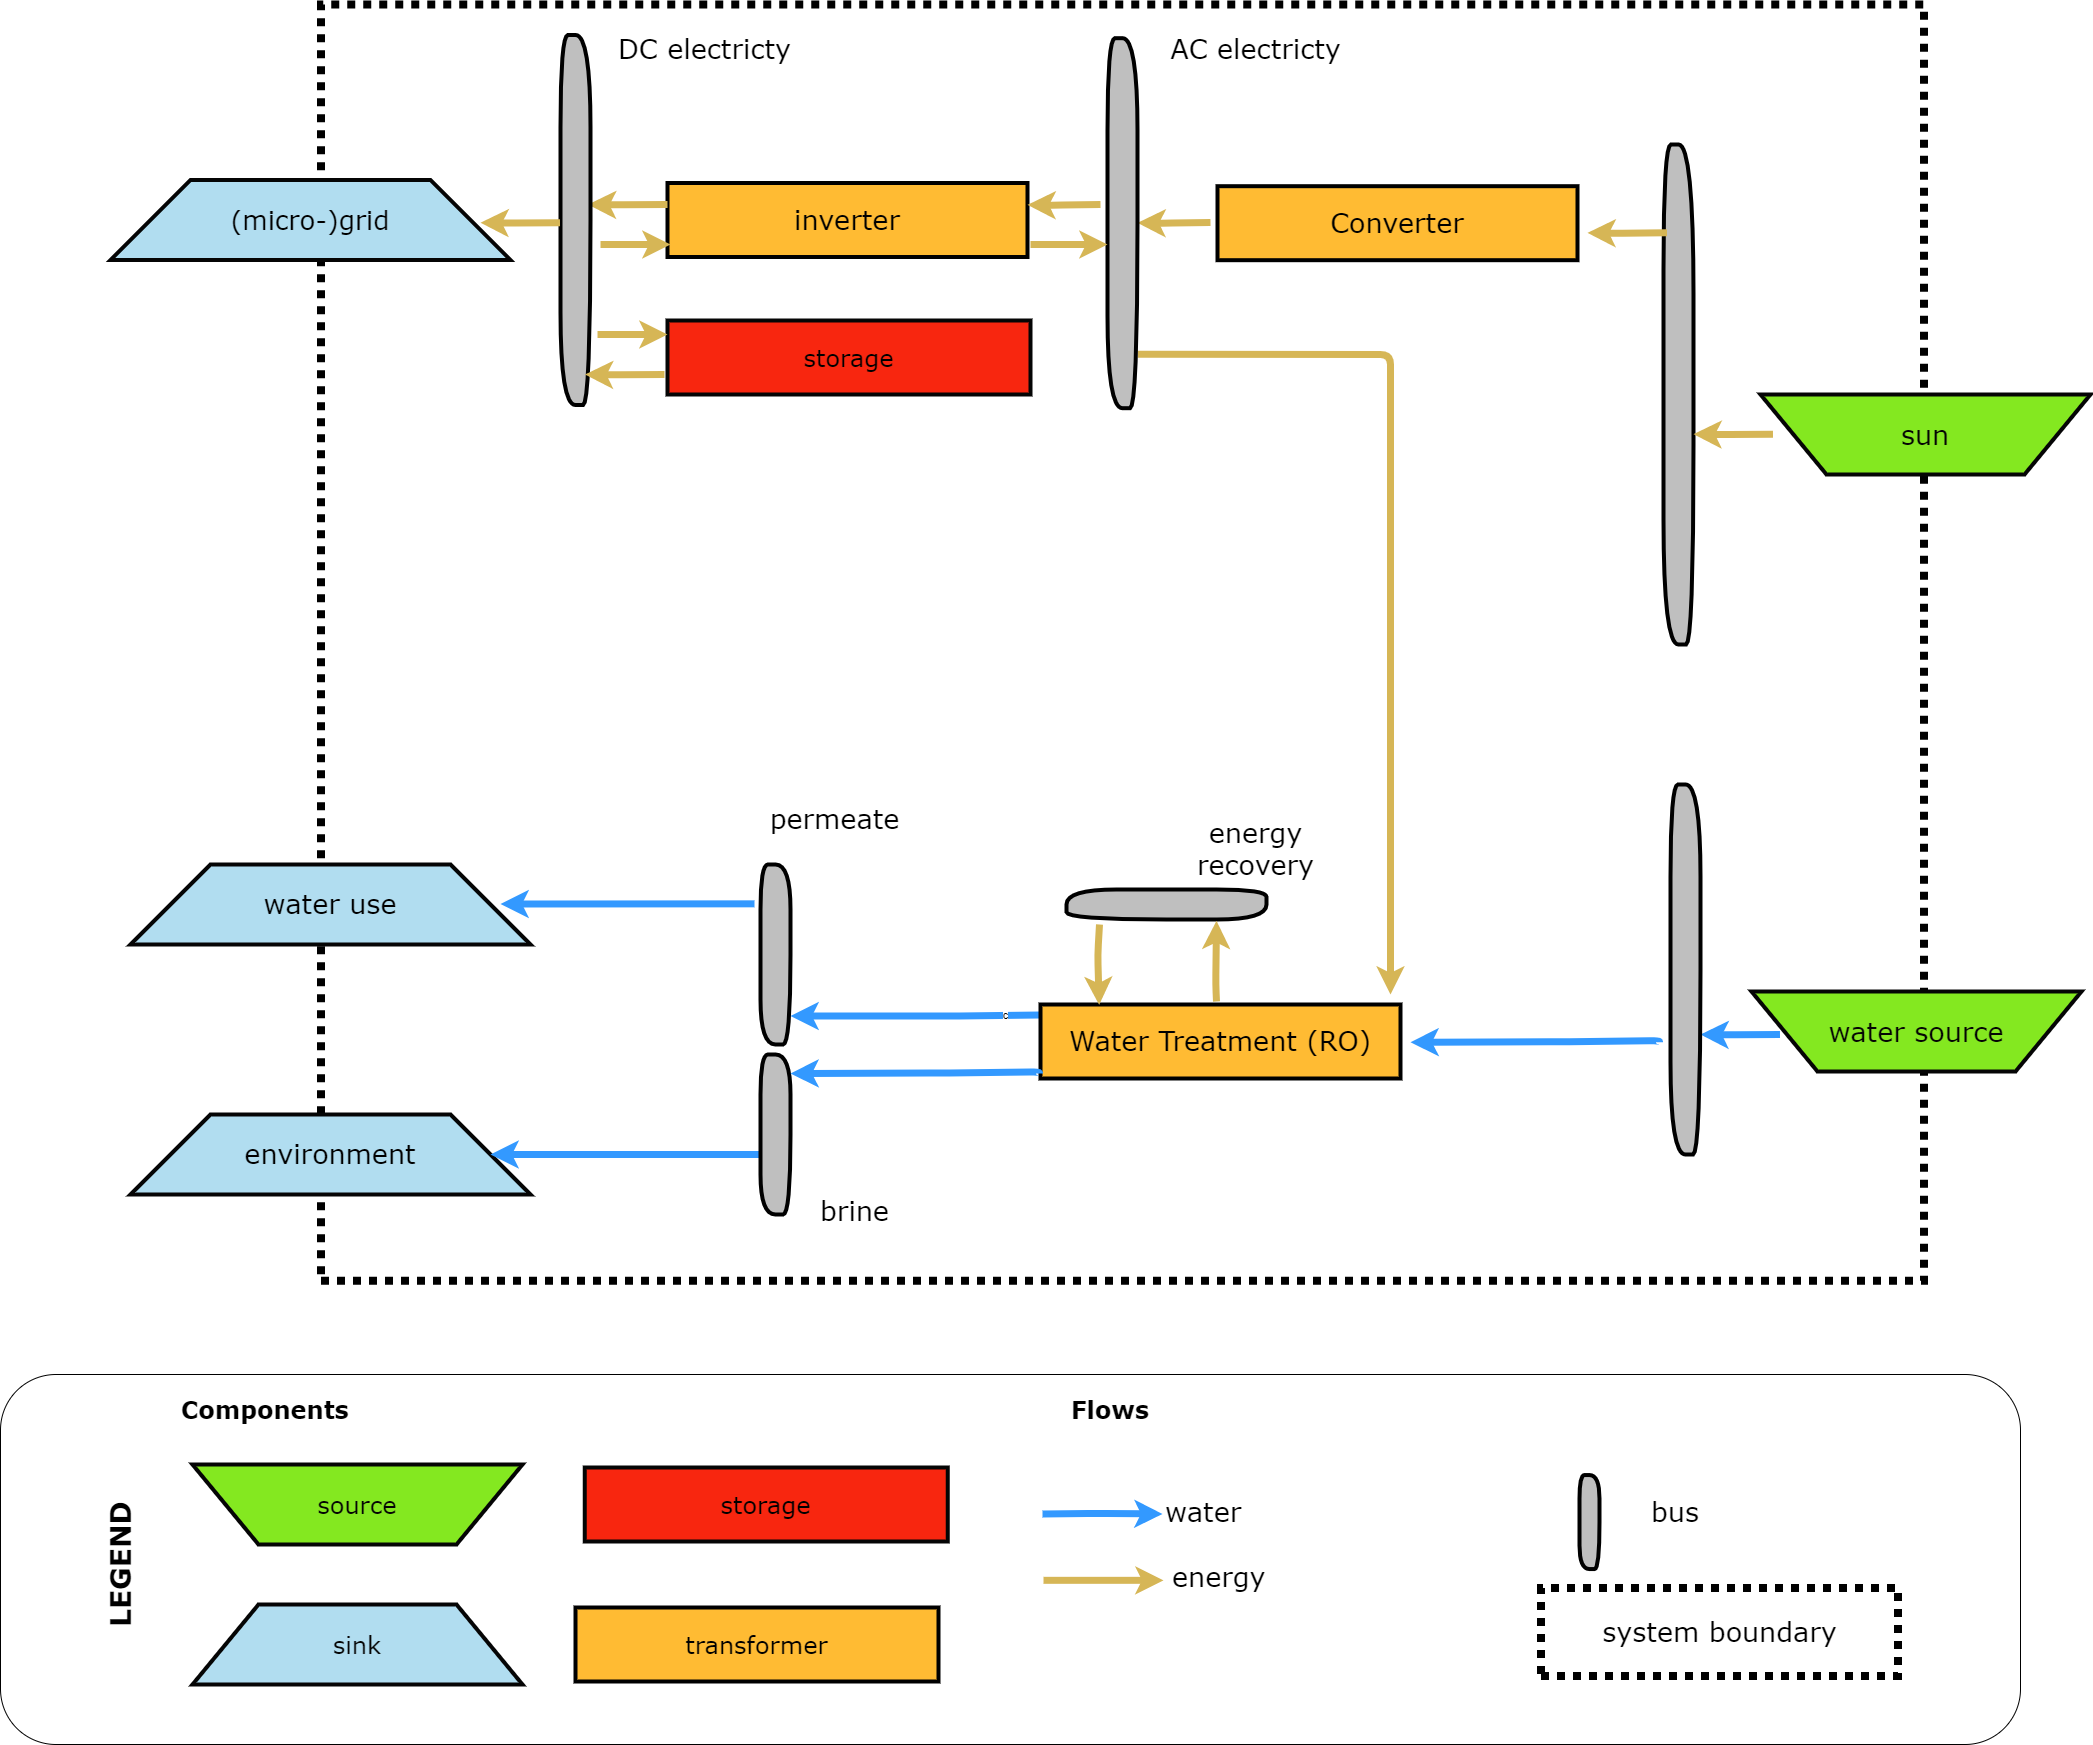 DC electricty
AC electricty
(micro-)grid
inverter
Converter
storage
sun
permeate
energy
recovery
water use
Water Treatment (RO)
c
water source
environment
brine
LEGEND
Components
Flows
source
storage
water
bus
energy
sink
transformer
system boundary